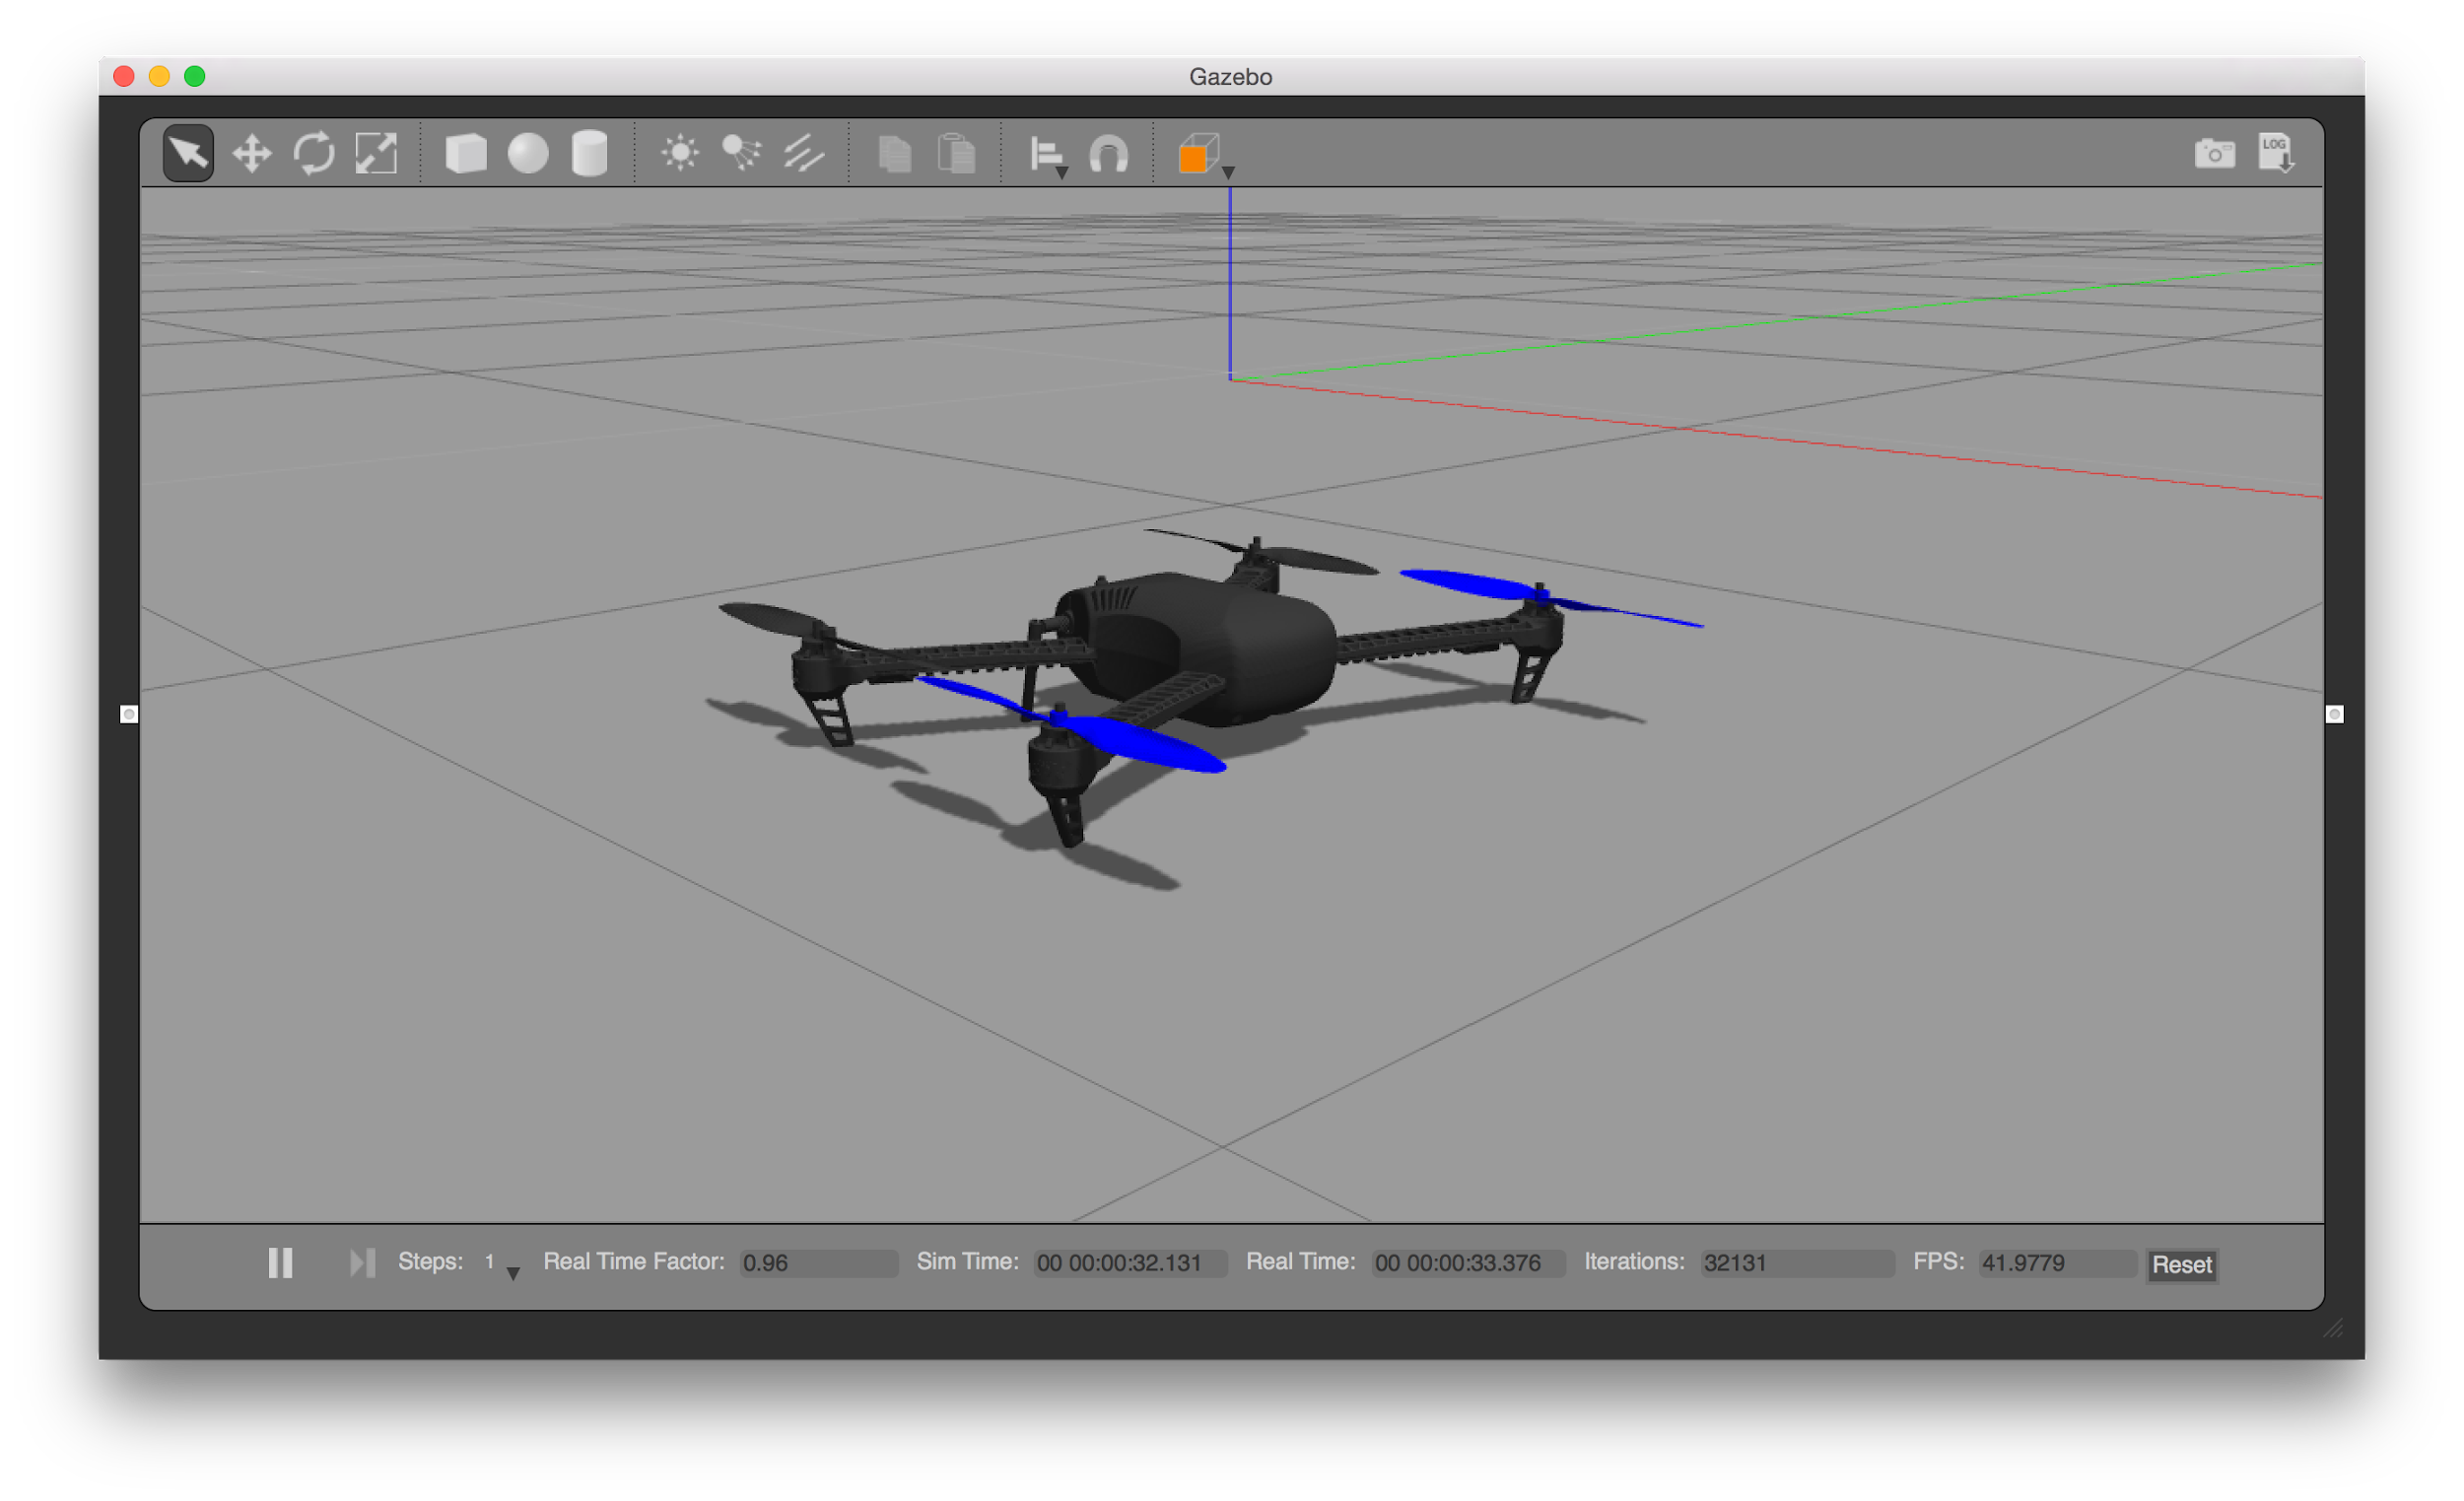 Gazebo
LOG
Steps: 1 Real Time Factor: 0.96 Sim Time: 00 00:00:32.131 Real Time: 00 00:00:33.376 Iterations: 32131 FPS: 41.9779 Reset